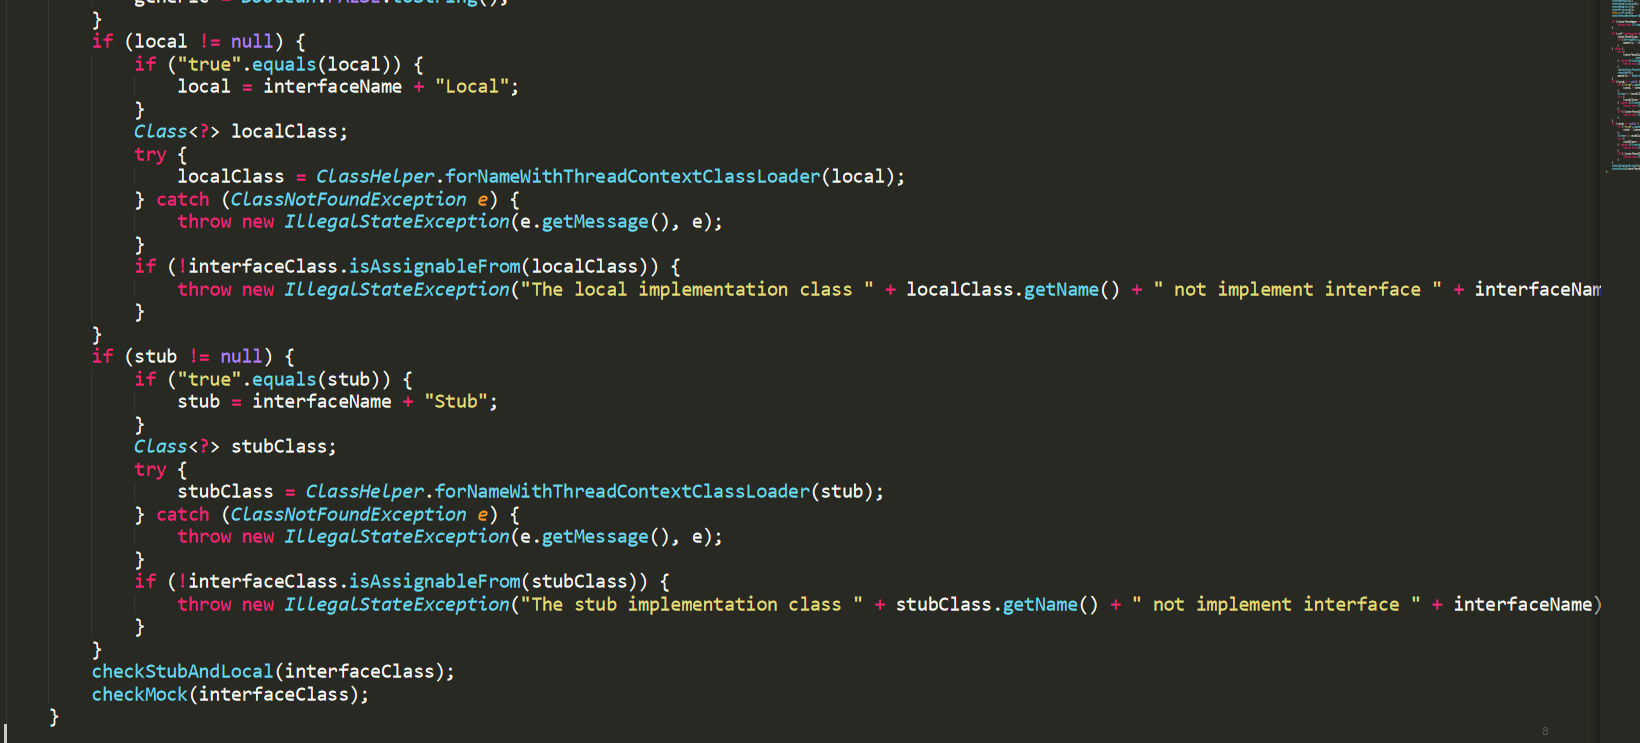 generic = Boolean.FALSE.toString();
}
if (local != null) {
if ("true".equals(local)) {
local = interfaceName + "Local";
}
Class<?> localClass;
try {
localClass = ClassHelper.forNameWithThreadContextClassLoader(local);
} catch (ClassNotFoundException e) {
throw new IllegalStateException(e.getMessage(), e);
}
if (!interfaceClass.isAssignableFrom(localClass)) {
throw new IllegalStateException("The local implementation class " + localClass.getName() + " not implement interface " + interfaceNam
}
}
if (stub != null) {
if ("true".equals(stub)) {
stub = interfaceName + "Stub";
}
Class<?> stubClass;
try {
stubClass = ClassHelper.forNameWithThreadContextClassLoader(stub);
} catch (ClassNotFoundException e) {
throw new IllegalStateException(e.getMessage(), e);
}
if (!interfaceClass.isAssignableFrom(stubClass)) {
throw new IllegalStateException("The stub implementation class " + stubClass.getName() + " not implement interface " + interfaceName)
}
}
checkStubAndLocal(interfaceClass);
checkMock(interfaceClass);
}
8